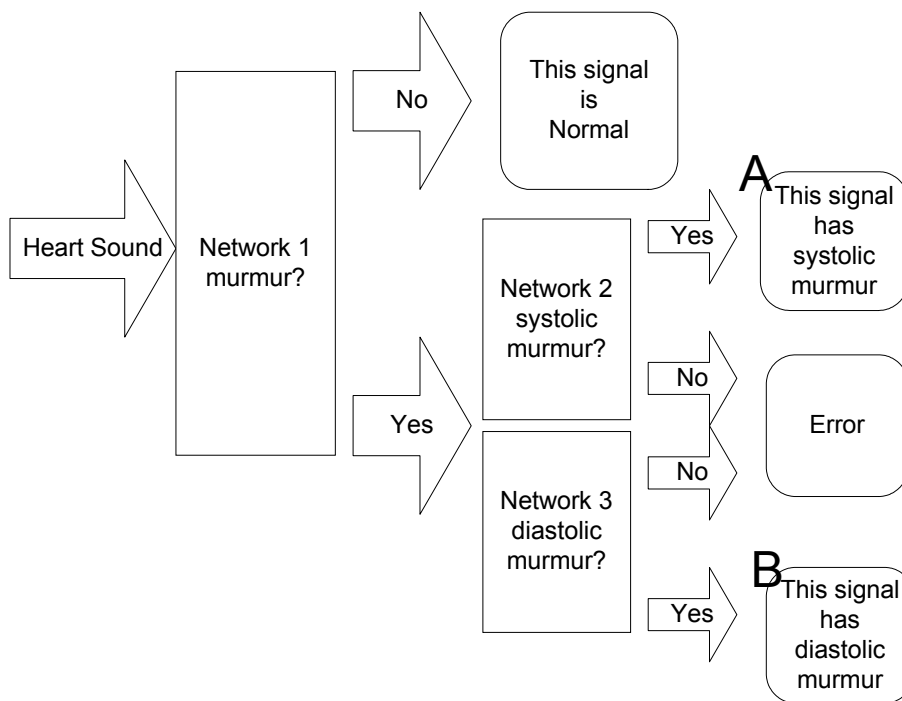 No
This signal
is
Normal
Heart Sound
Network 1
murmur?
Yes
Network 2
systolic
murmur?
Yes
A
This signal
has
systolic
murmur
No
No
Error
Network 3
diastolic
murmur?
Yes
B
This signal
has
diastolic
murmur